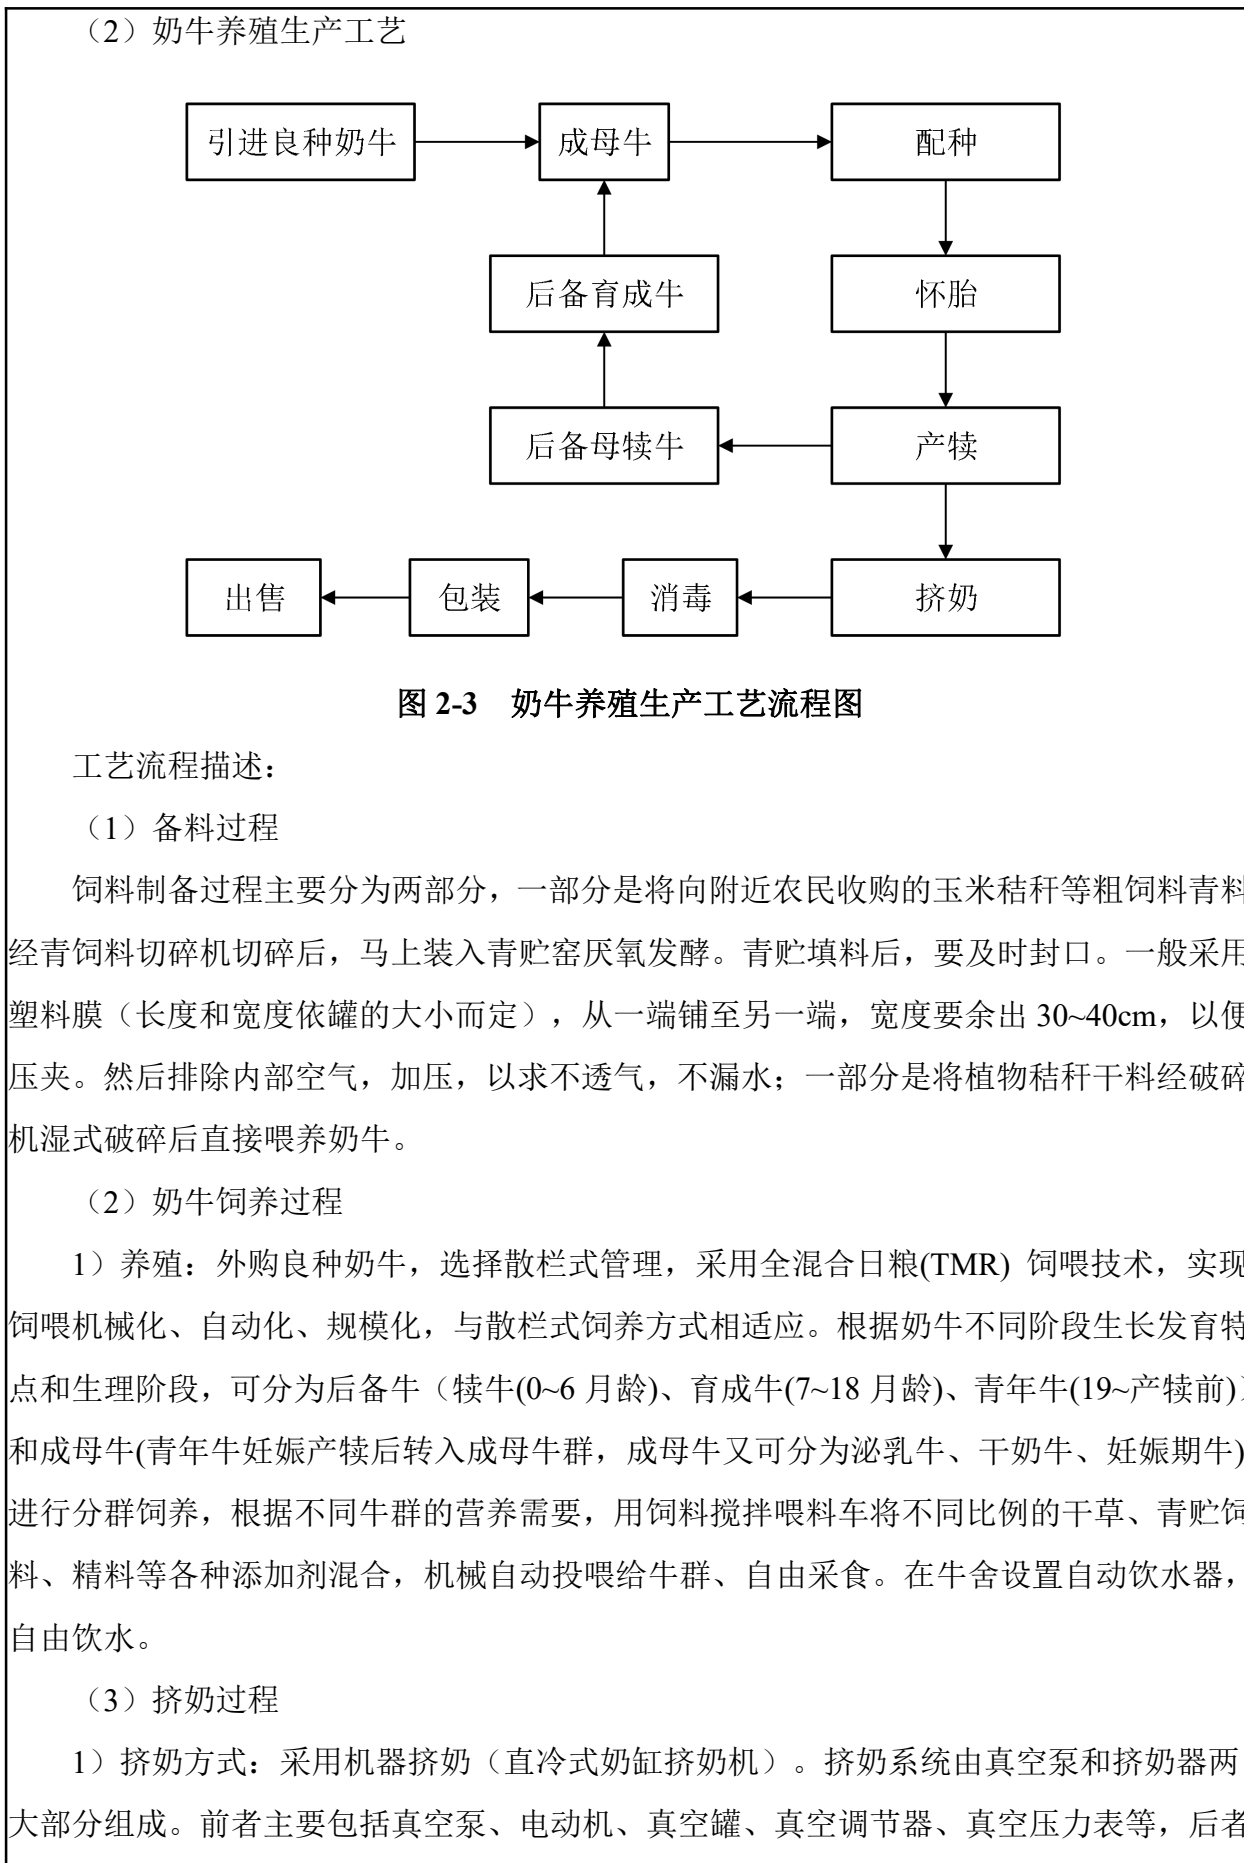 （2）奶牛养殖生产工艺
引进良种奶牛
成母牛
配种
后备育成牛
怀胎
后备母犊牛
产犊
出售
包装
消毒
挤奶
图 2-3 奶牛养殖生产工艺流程图
工艺流程描述：
（1）备料过程
饲料制备过程主要分为两部分，一部分是将向附近农民收购的玉米秸秆等粗饲料青料
经青饲料切碎机切碎后，马上装入青贮窑厌氧发酵。青贮填料后，要及时封口。一般采用
塑料膜（长度和宽度依罐的大小而定），从一端铺至另一端，宽度要余出 30~40cm，以便
压夹。然后排除内部空气，加压，以求不透气，不漏水；一部分是将植物秸秆干料经破碎
机湿式破碎后直接喂养奶牛。
（2）奶牛饲养过程
1）养殖：外购良种奶牛，选择散栏式管理，采用全混合日粮(TMR) 饲喂技术，实现
饲喂机械化、自动化、规模化，与散栏式饲养方式相适应。根据奶牛不同阶段生长发育特
点和生理阶段，可分为后备牛（犊牛(0~6 月龄)、育成牛(7~18 月龄)、青年牛(19~产犊前)）
和成母牛(青年牛妊娠产犊后转入成母牛群，成母牛又可分为泌乳牛、干奶牛、妊娠期牛)
进行分群饲养，根据不同牛群的营养需要，用饲料搅拌喂料车将不同比例的干草、青贮饲
料、精料等各种添加剂混合，机械自动投喂给牛群、自由采食。在牛舍设置自动饮水器，
自由饮水。
（3）挤奶过程
1）挤奶方式：采用机器挤奶（直冷式奶缸挤奶机）。挤奶系统由真空泵和挤奶器两
大部分组成。前者主要包括真空泵、电动机、真空罐、真空调节器、真空压力表等，后者